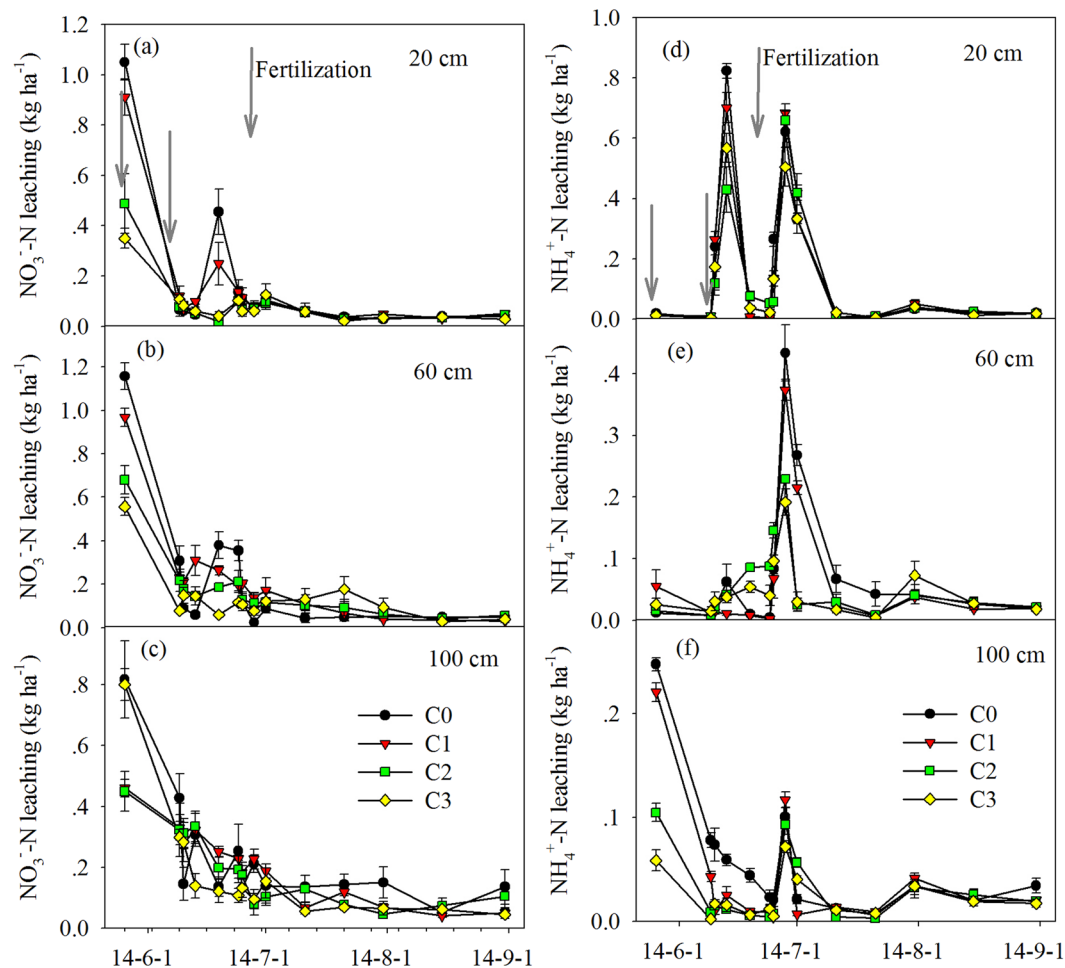 (a)
20 cm
Fertilization
NO₃⁻-N leaching (kg ha⁻¹)
1.2
1.0
.8
.6
.4
.2
0.0
(d)
20 cm
Fertilization
NH₄⁺-N leaching (kg ha⁻¹)
1.0
.8
.6
.4
.2
0.0
(b)
60 cm
NO₃⁻-N leaching (kg ha⁻¹)
1.2
1.0
.8
.6
.4
.2
0.0
(e)
60 cm
NH₄⁺-N leaching (kg ha⁻¹)
.4
.3
.2
.1
0.0
(c)
100 cm
NO₃⁻-N leaching (kg ha⁻¹)
.8
.6
.4
.2
0.0
C0
C1
C2
C3
14-6-1 14-7-1 14-8-1 14-9-1
(f)
100 cm
NH₄⁺-N leaching (kg ha⁻¹)
.2
.1
0.0
C0
C1
C2
C3
14-6-1 14-7-1 14-8-1 14-9-1